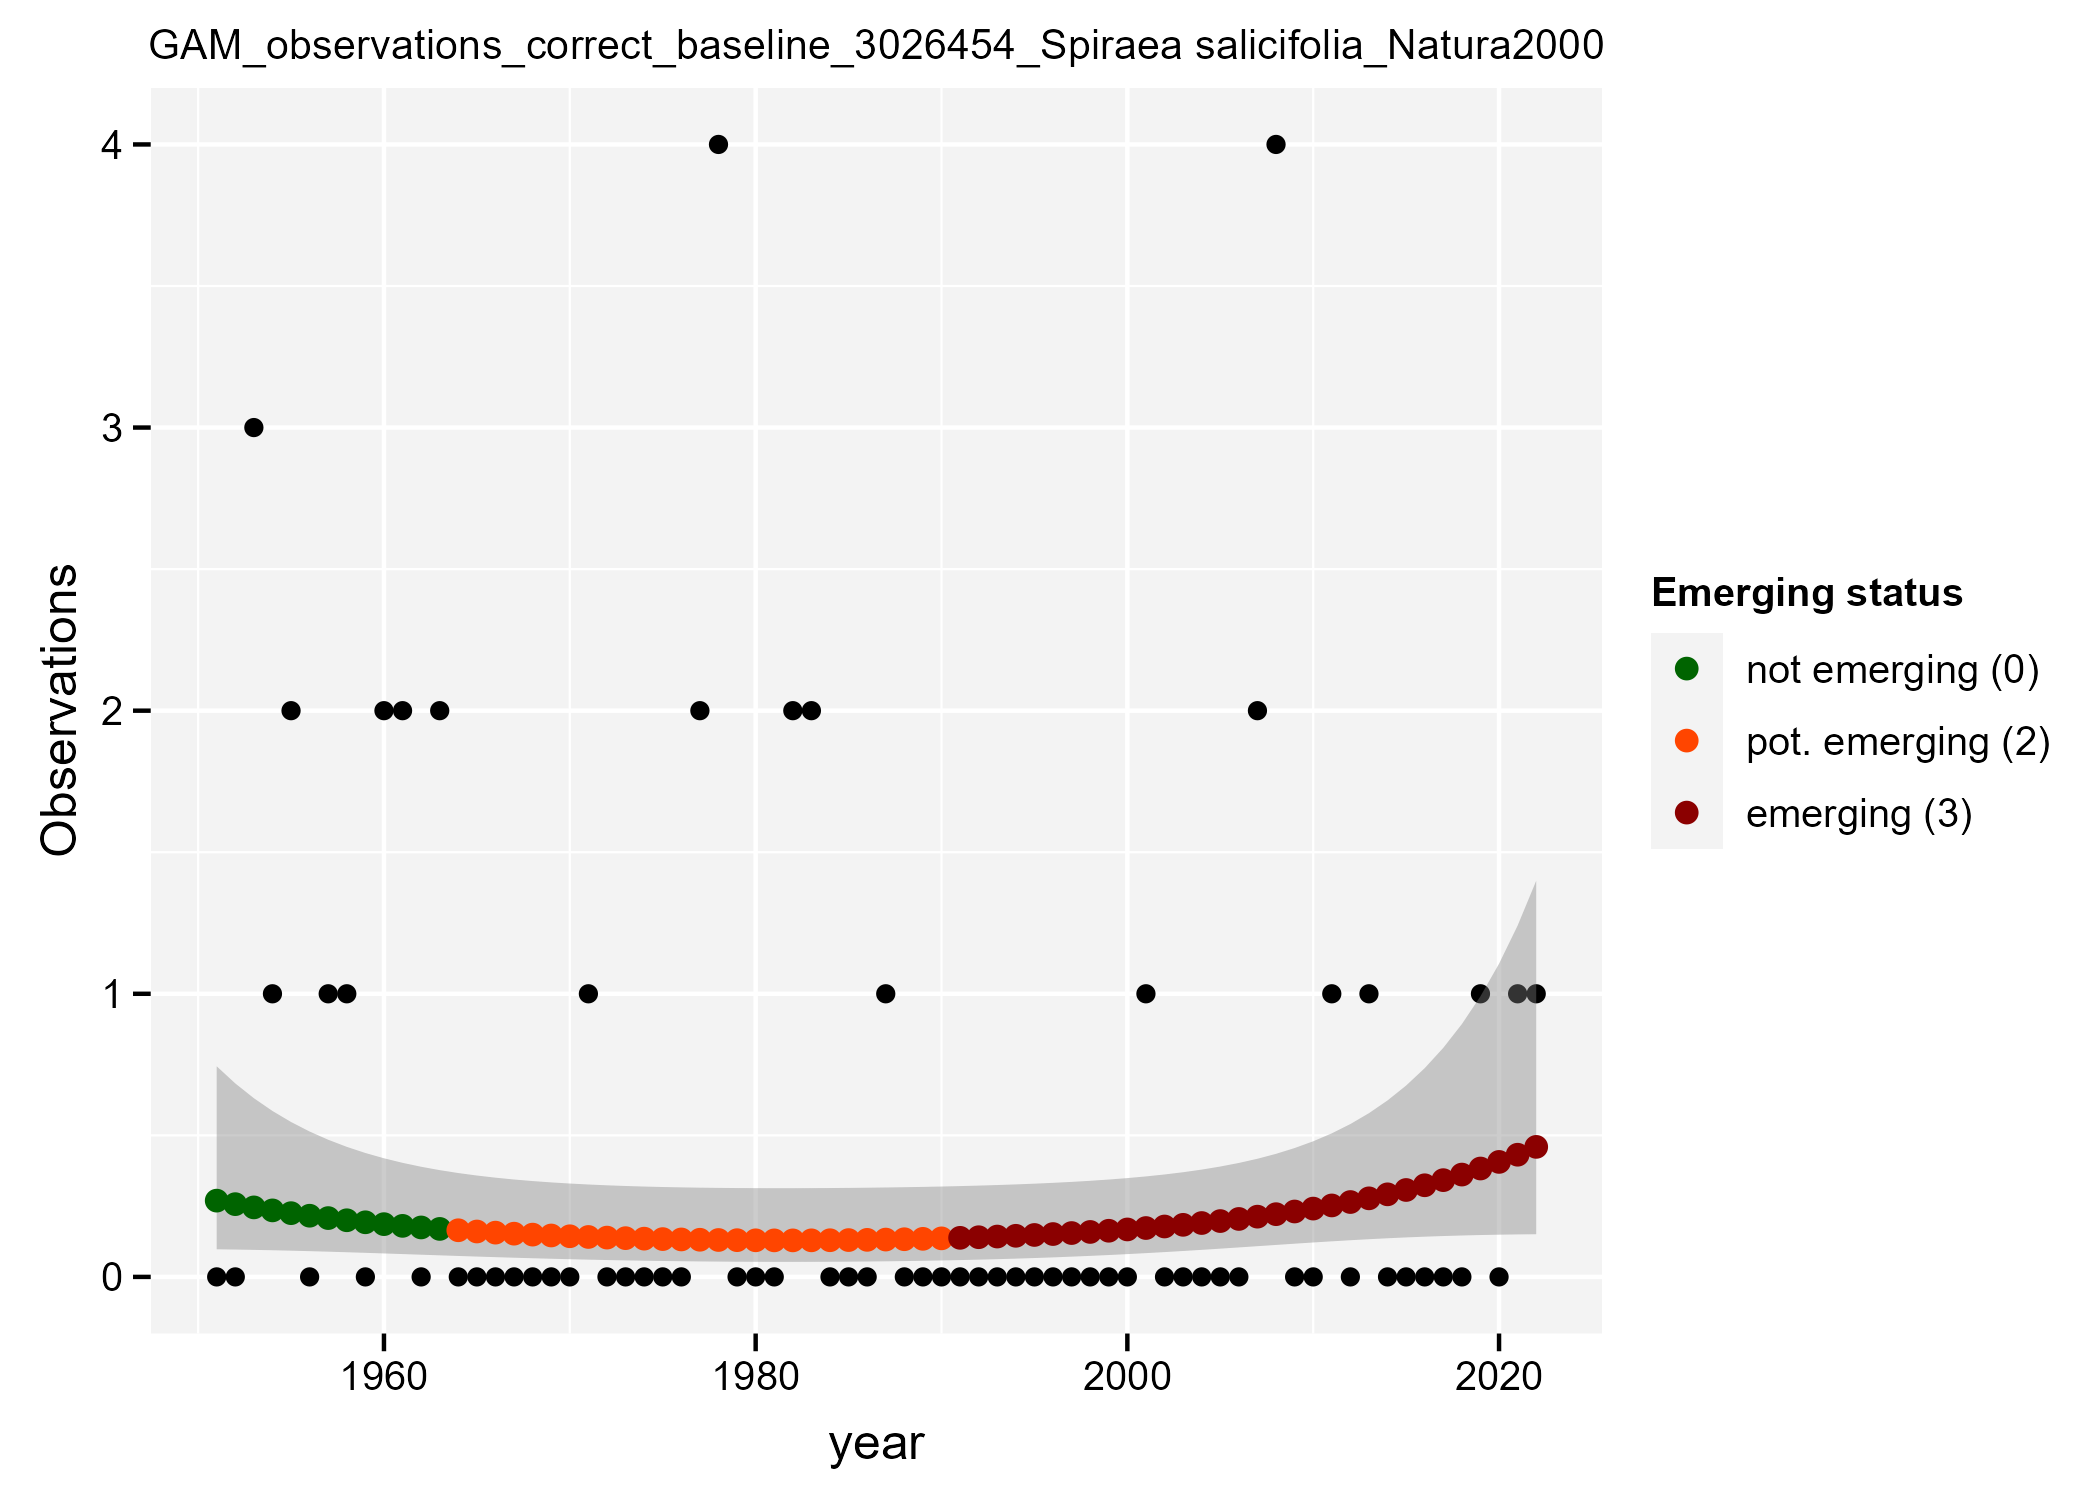 GAM_observations_correct_baseline_3026454_Spiraea salicifolia_Natura2000
4
3
2
1
0
Observations
1960
1980
2000
2020
year
Emerging status
not emerging (0)
pot. emerging (2)
emerging (3)